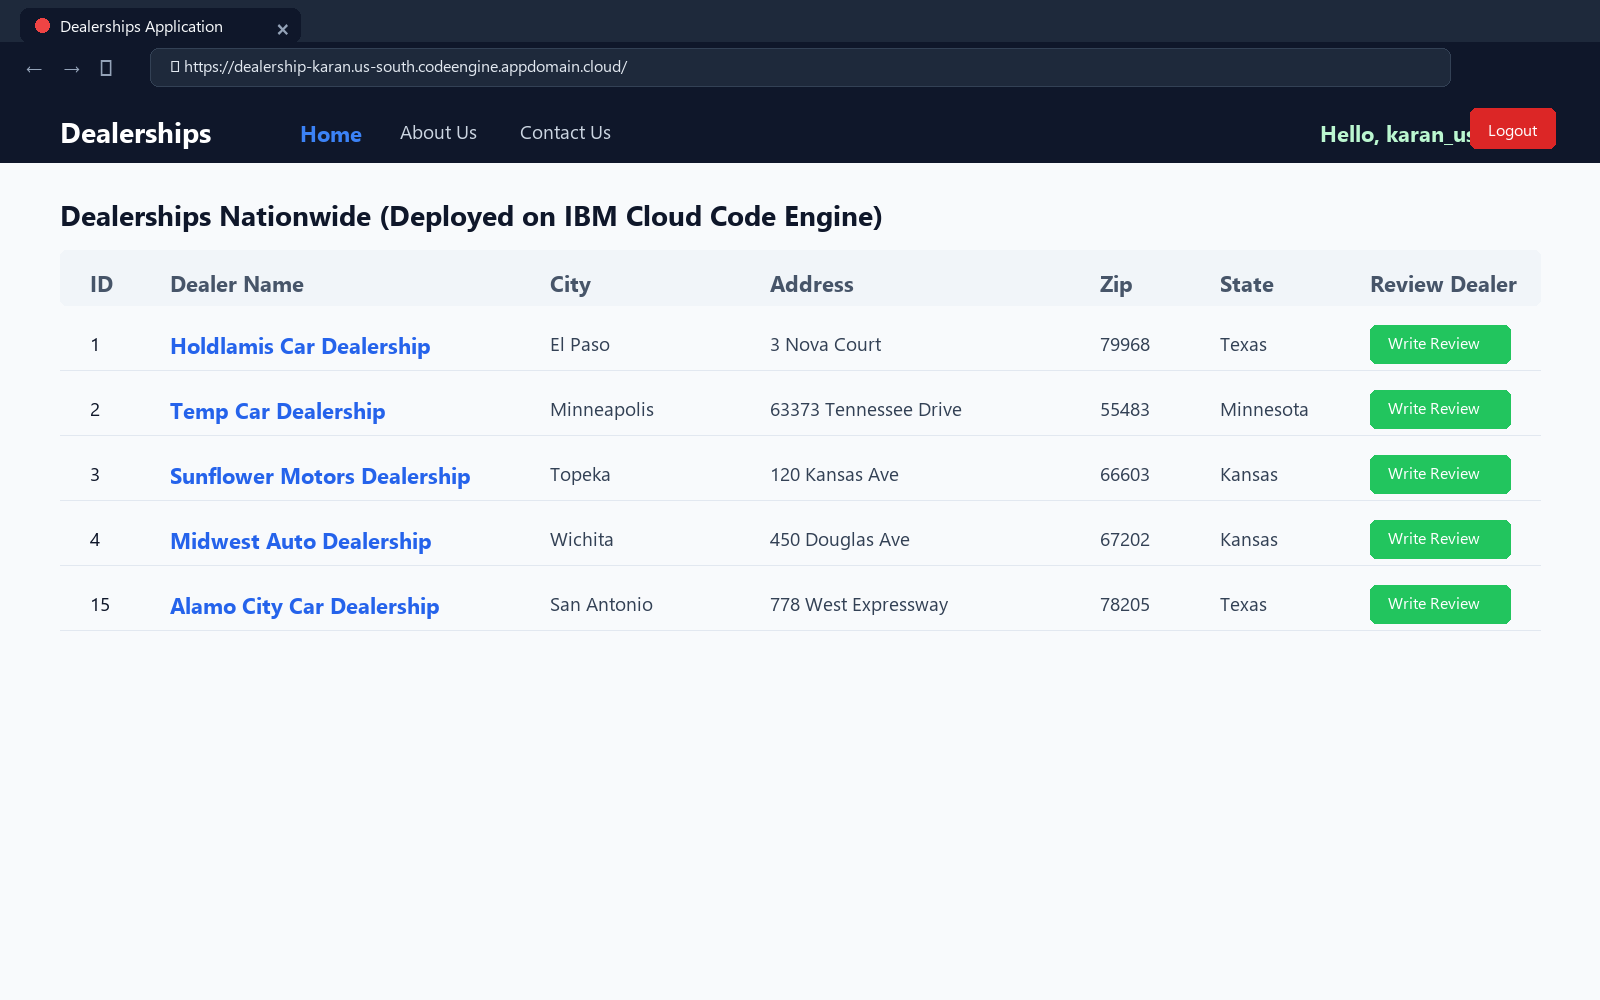 Dealerships Application ×
← → https://dealership-karan.us-south.codeengine.appdomain.cloud/
Dealerships Home About Us Contact Us Hello, karan_us Logout
Dealerships Nationwide (Deployed on IBM Cloud Code Engine)
ID Dealer Name City Address Zip State Review Dealer
1 Holdlamis Car Dealership El Paso 3 Nova Court 79968 Texas Write Review
2 Temp Car Dealership Minneapolis 63373 Tennessee Drive 55483 Minnesota Write Review
3 Sunflower Motors Dealership Topeka 120 Kansas Ave 66603 Kansas Write Review
4 Midwest Auto Dealership Wichita 450 Douglas Ave 67202 Kansas Write Review
15 Alamo City Car Dealership San Antonio 778 West Expressway 78205 Texas Write Review